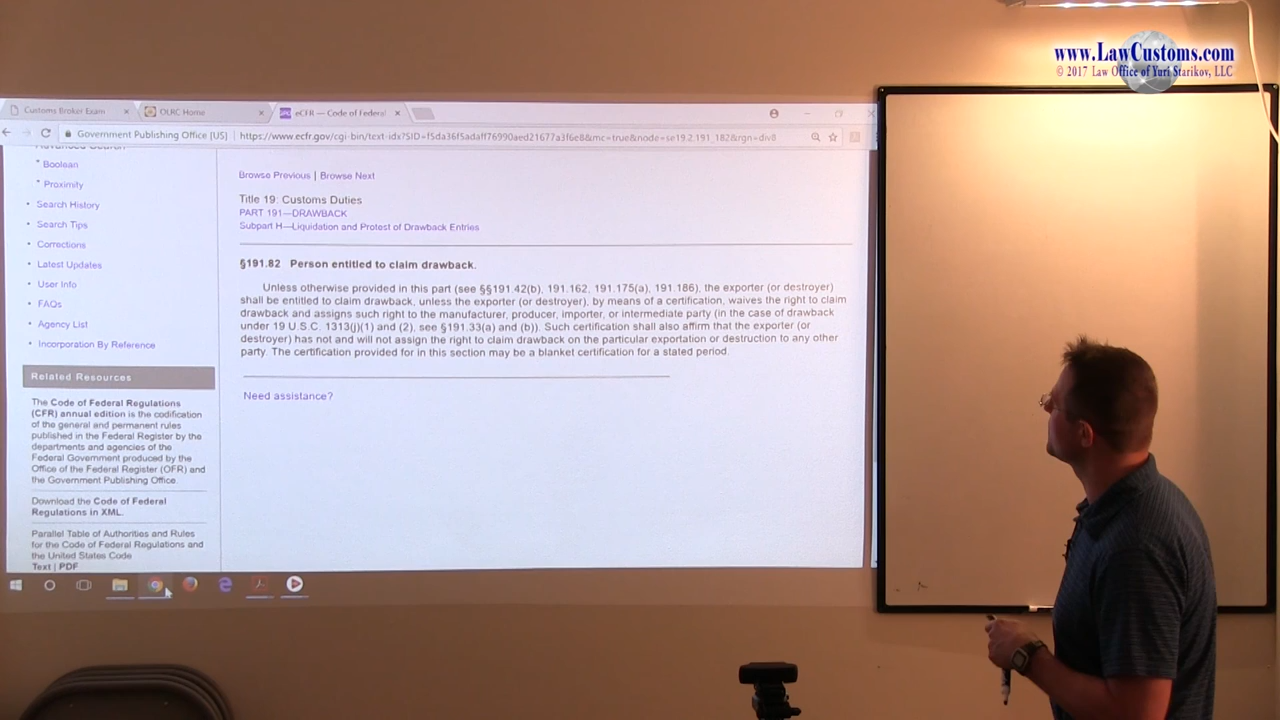 www.LawCustoms.com
© 2017 Law Office of Yuri Starikov, LLC
Customs Broker Exam
OLRC Home
eCFR — Code of Federal
Government Publishing Office [US]
Boolean
Proximity
Search History
Search Tips
Corrections
Latest Updates
User Info
FAQs
Agency List
Incorporation By Reference
Related Resources
The Code of Federal Regulations
(CFR) annual edition is the codification
of the general and permanent rules
published in the Federal Register by the
departments and agencies of the
Federal Government produced by the
Office of the Federal Register (OFR) and
the Government Publishing Office.
Download the Code of Federal
Regulations in XML.
Parallel Table of Authorities and Rules
for the Code of Federal Regulations and
the United States Code
Text | PDF
Browse Previous | Browse Next
Title 19: Customs Duties
PART 191—DRAWBACK
Subpart H—Liquidation and Protest of Drawback Entries
§191.82 Person entitled to claim drawback.
Unless otherwise provided in this part (see §§191.42(b), 191.162, 191.175(a), 191.186), the exporter (or destroyer)
shall be entitled to claim drawback, unless the exporter (or destroyer), by means of a certification, waives the right to claim
drawback and assigns such right to the manufacturer, producer, importer, or intermediate party (in the case of drawback
under 19 U.S.C. 1313(j)(1) and (2), see §191.33(a) and (b)). Such certification shall also affirm that the exporter (or
destroyer) has not and will not assign the right to claim drawback on the particular exportation or destruction to any other
party. The certification provided for in this section may be a blanket certification for a stated period.
Need assistance?